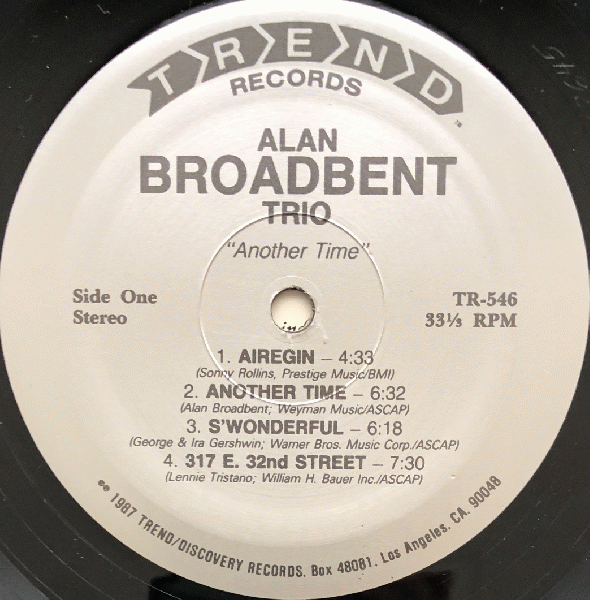 TREND
RECORDS
ALAN
BROADBENT
TRIO
"Another Time"
Side One
Stereo
TR-546
33⅓ RPM
1. AIREGIN – 4:33
(Sonny Rollins, Prestige Music/BMI)
2. ANOTHER TIME – 6:32
(Alan Broadbent; Weyman Music/ASCAP)
3. S'WONDERFUL – 6:18
(George & Ira Gershwin; Warner Bros. Music Corp./ASCAP)
4. 317 E. 32nd STREET – 7:30
(Lennie Tristano; William H. Bauer Inc./ASCAP)
℗© 1987 TREND/DISCOVERY RECORDS. Box 48081. Los Angeles. CA. 90048